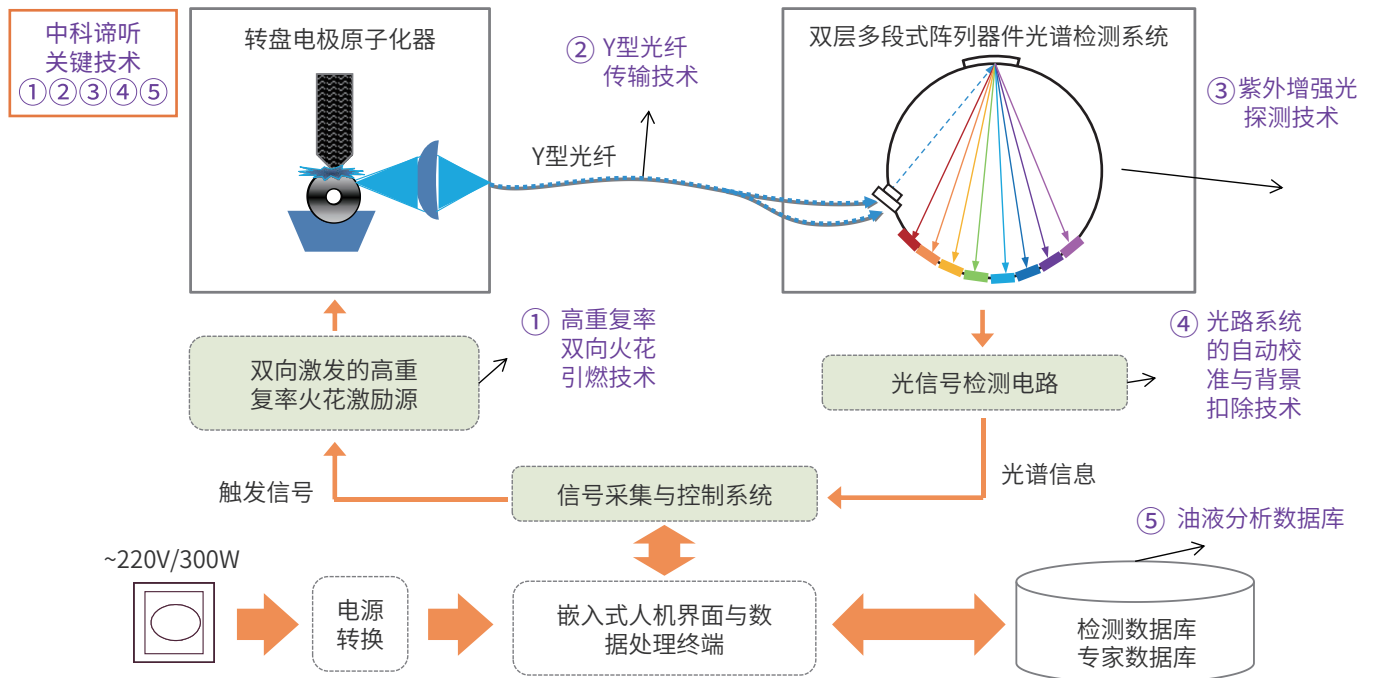 中科谛听
关键技术
①②③④⑤
转盘电极原子化器
② Y型光纤
传输技术
Y型光纤
双层多段式阵列器件光谱检测系统
③ 紫外增强光
探测技术
双向激发的高重
复率火花激励源
① 高重复率
双向火花
引燃技术
光信号检测电路
④ 光路系统
的自动校
准与背景
扣除技术
触发信号
信号采集与控制系统
光谱信息
⑤ 油液分析数据库
~220V/300W
电源
转换
嵌入式人机界面与数
据处理终端
检测数据库
专家数据库